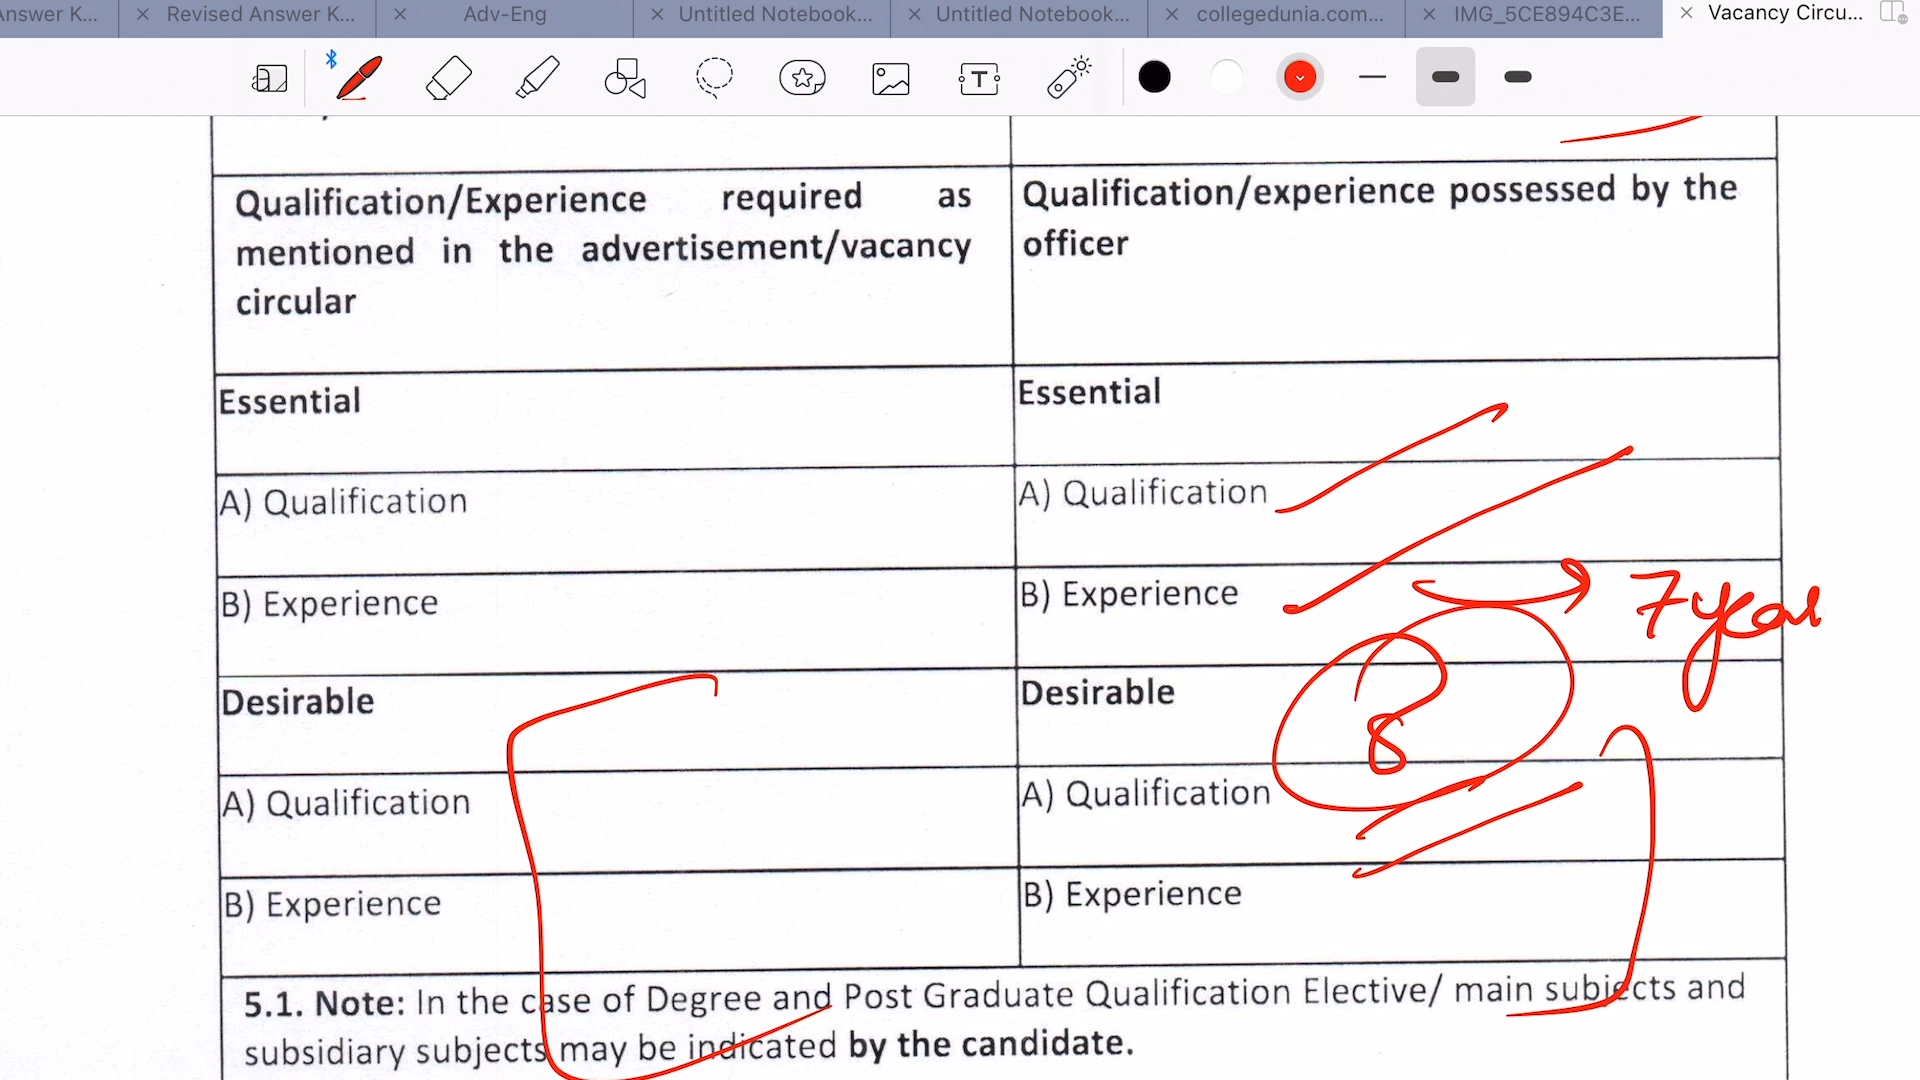 Answer K...
Revised Answer K...
Adv-Eng
Untitled Notebook...
Untitled Notebook...
collegedunia.com...
IMG_5CE894C3E...
Vacancy Circu...
T
Qualification/Experience required as
mentioned in the advertisement/vacancy
circular
Qualification/experience possessed by the
officer
Essential
Essential
A) Qualification
A) Qualification
B) Experience
B) Experience
7 year
Desirable
Desirable
8
A) Qualification
A) Qualification
B) Experience
B) Experience
5.1. Note: In the case of Degree and Post Graduate Qualification Elective/ main subjects and
subsidiary subjects may be indicated by the candidate.